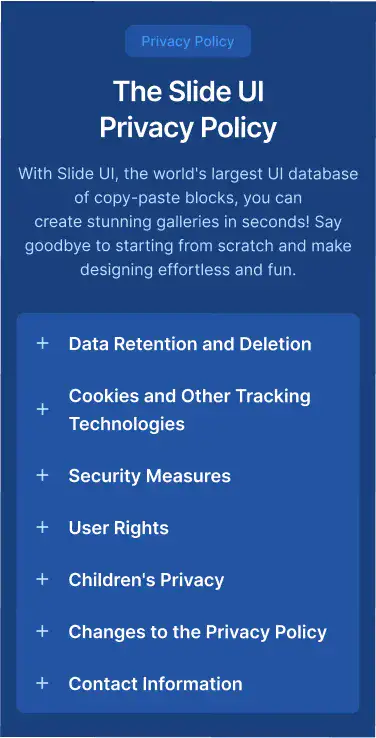 Privacy Policy
The Slide UI
Privacy Policy
With Slide UI, the world's largest UI database
of copy-paste blocks, you can
create stunning galleries in seconds! Say
goodbye to starting from scratch and make
designing effortless and fun.
+ Data Retention and Deletion
+ Cookies and Other Tracking
Technologies
+ Security Measures
+ User Rights
+ Children's Privacy
+ Changes to the Privacy Policy
+ Contact Information